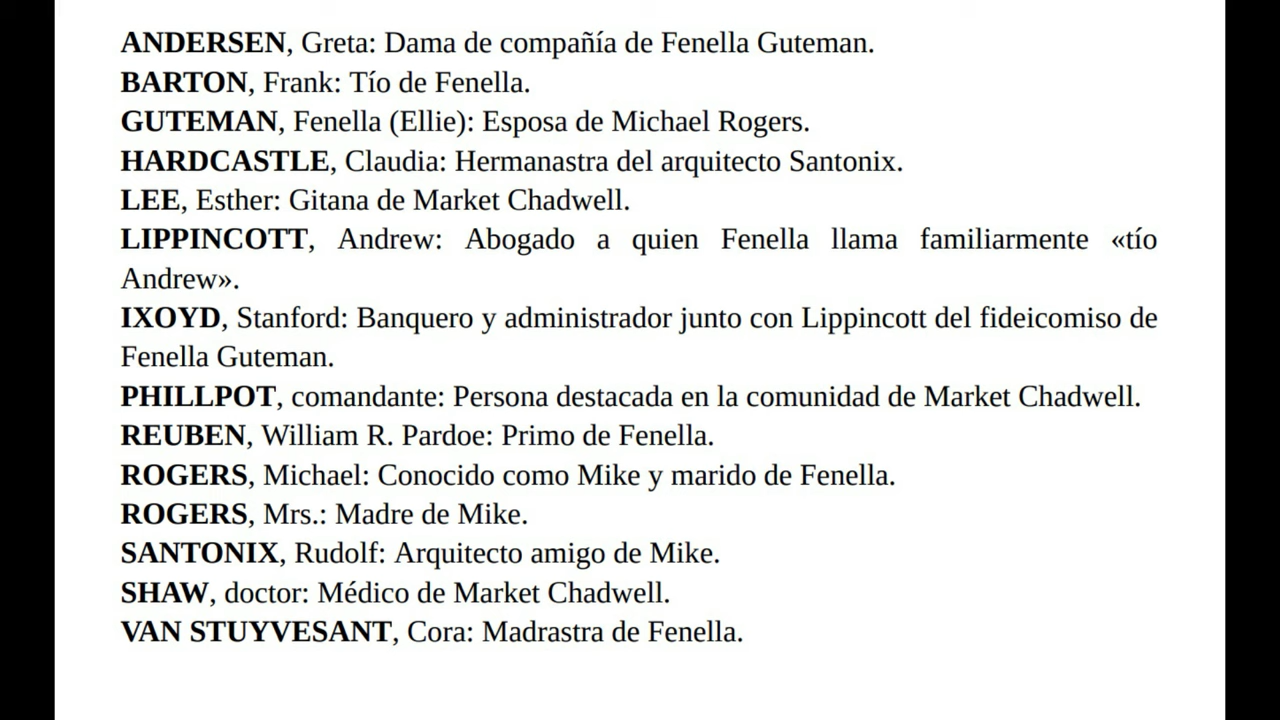 ANDERSEN, Greta: Dama de compañía de Fenella Guteman.
BARTON, Frank: Tío de Fenella.
GUTEMAN, Fenella (Ellie): Esposa de Michael Rogers.
HARDCASTLE, Claudia: Hermanastra del arquitecto Santonix.
LEE, Esther: Gitana de Market Chadwell.
LIPPINCOTT, Andrew: Abogado a quien Fenella llama familiarmente «tío
Andrew».
IXOYD, Stanford: Banquero y administrador junto con Lippincott del fideicomiso de
Fenella Guteman.
PHILLPOT, comandante: Persona destacada en la comunidad de Market Chadwell.
REUBEN, William R. Pardoe: Primo de Fenella.
ROGERS, Michael: Conocido como Mike y marido de Fenella.
ROGERS, Mrs.: Madre de Mike.
SANTONIX, Rudolf: Arquitecto amigo de Mike.
SHAW, doctor: Médico de Market Chadwell.
VAN STUYVESANT, Cora: Madrastra de Fenella.